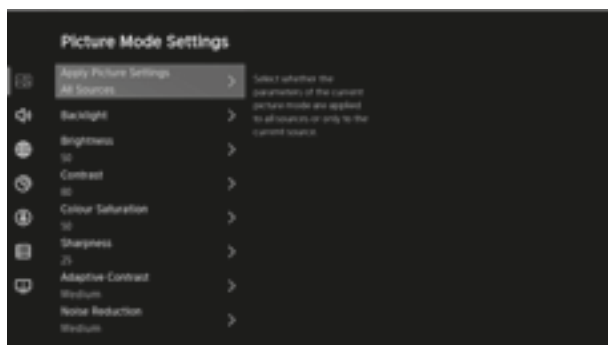 Picture Mode Settings
Apply Picture Settings
All Sources
Select whether the
parameters of the current
picture mode are applied
to all sources or only to the
current source.
Backlight
Brightness
50
Contrast
80
Colour Saturation
50
Sharpness
25
Adaptive Contrast
Medium
Noise Reduction
Medium